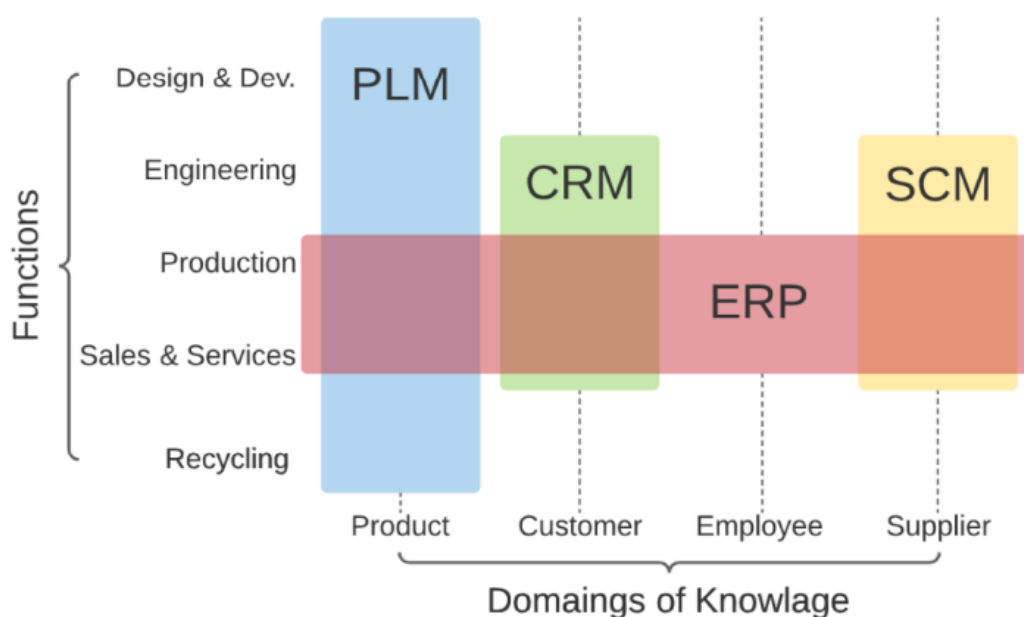 Design & Dev.
PLM
Engineering
CRM
SCM
Functions
Production
ERP
Sales & Services
Recycling
Product
Customer
Employee
Supplier
Domaings of Knowlage